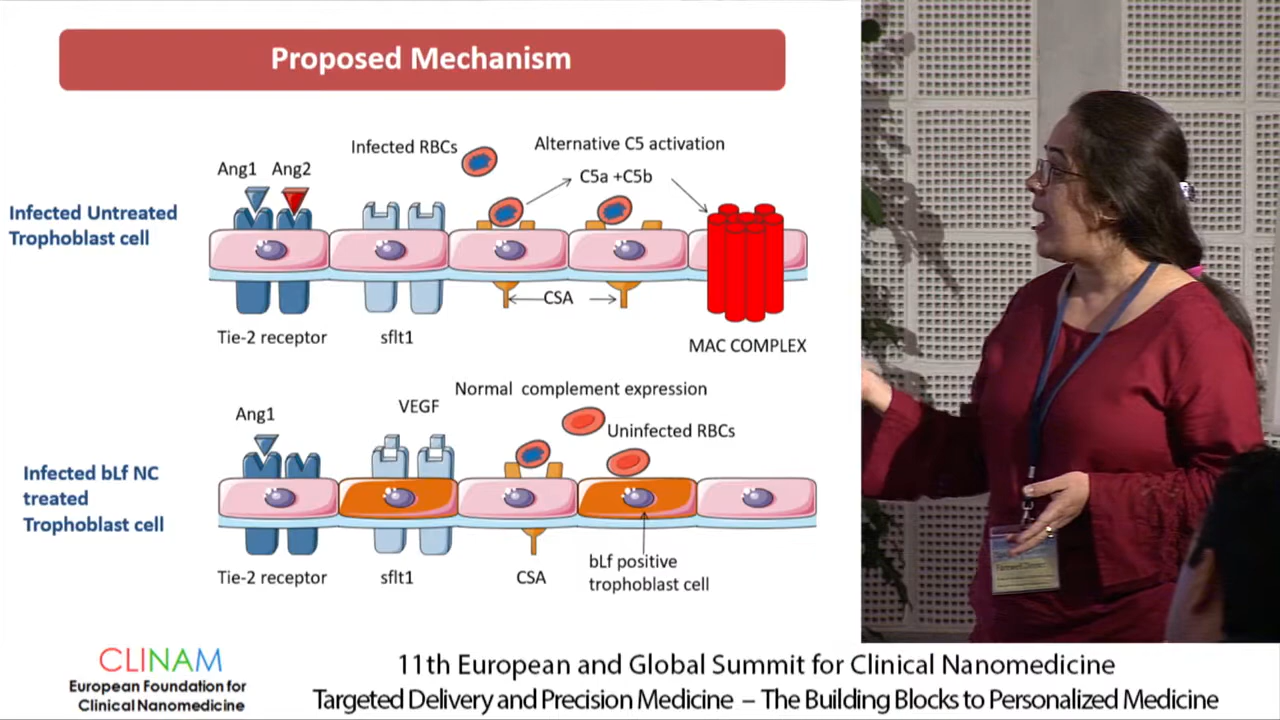 Proposed Mechanism
Infected RBCs
Alternative C5 activation
Ang1 Ang2
C5a +C5b
Infected Untreated
Trophoblast cell
CSA
Tie-2 receptor
sflt1
MAC COMPLEX
Normal complement expression
Ang1
VEGF
Uninfected RBCs
Infected bLf NC
treated
Trophoblast cell
bLf positive
trophoblast cell
Tie-2 receptor
sflt1
CSA
CLINAM
European Foundation for
Clinical Nanomedicine
11th European and Global Summit for Clinical Nanomedicine
Targeted Delivery and Precision Medicine – The Building Blocks to Personalized Medicine